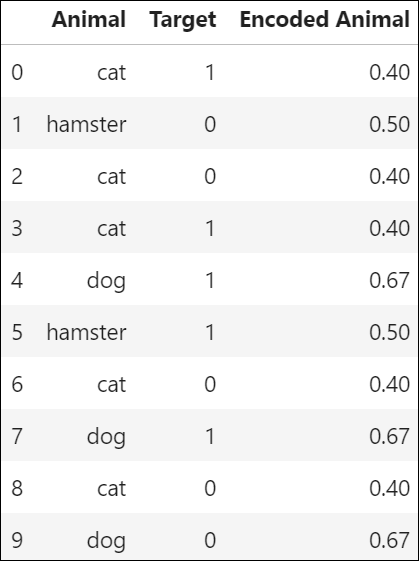 Animal Target Encoded Animal
0 cat 1 0.40
1 hamster 0 0.50
2 cat 0 0.40
3 cat 1 0.40
4 dog 1 0.67
5 hamster 1 0.50
6 cat 0 0.40
7 dog 1 0.67
8 cat 0 0.40
9 dog 0 0.67